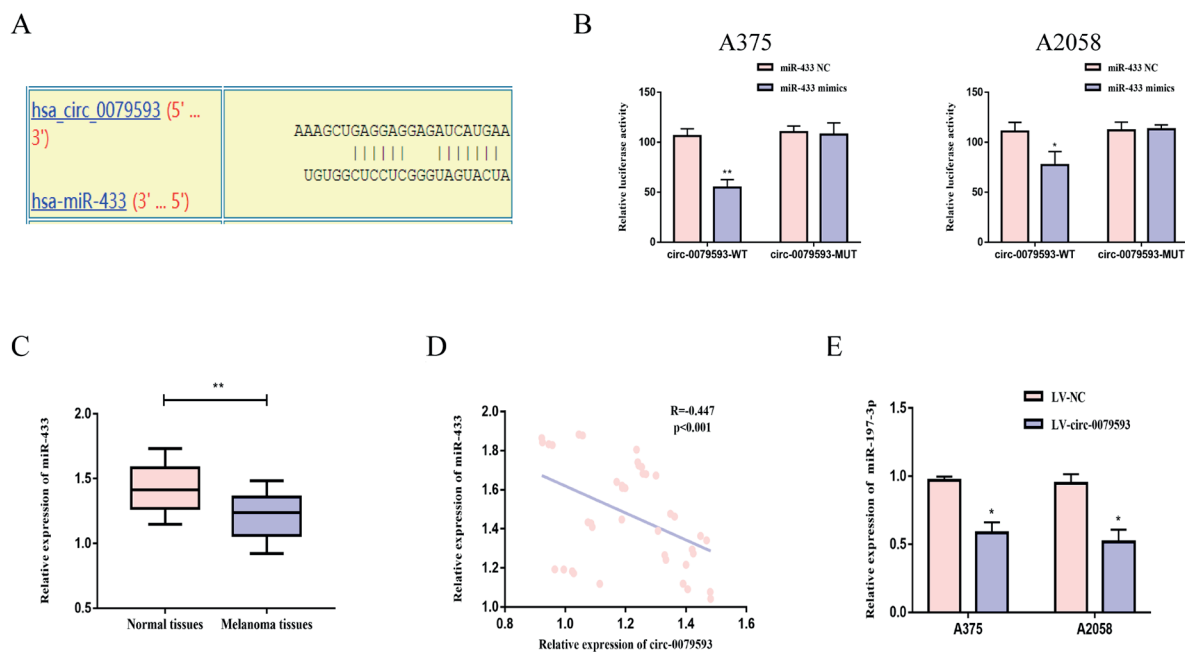 A
hsa_circ_0079593 (5' ...
3')
AAAGCUGAGGAGGAGAUCAUGAA
UGUGGCUCCUCGGGUAGUACUA
hsa-miR-433 (3' ... 5')
B
A375
miR-433 NC
miR-433 mimics
Relative luciferase activity
150
100
50
0
**
circ-0079593-WT
circ-0079593-MUT
A2058
miR-433 NC
miR-433 mimics
Relative luciferase activity
150
100
50
0
*
circ-0079593-WT
circ-0079593-MUT
C
**
Relative expression of miR-433
2.0
1.5
1.0
0.5
Normal tissues
Melanoma tissues
D
R=-0.447
p<0.001
Relative expression of miR-433
2.0
1.8
1.6
1.4
1.2
1.0
0.8
1.0
1.2
1.4
1.6
Relative expression of circ-0079593
E
LV-NC
LV-circ-0079593
Relative expression of miR-197-3p
1.5
1.0
0.5
0.0
*
*
A375
A2058